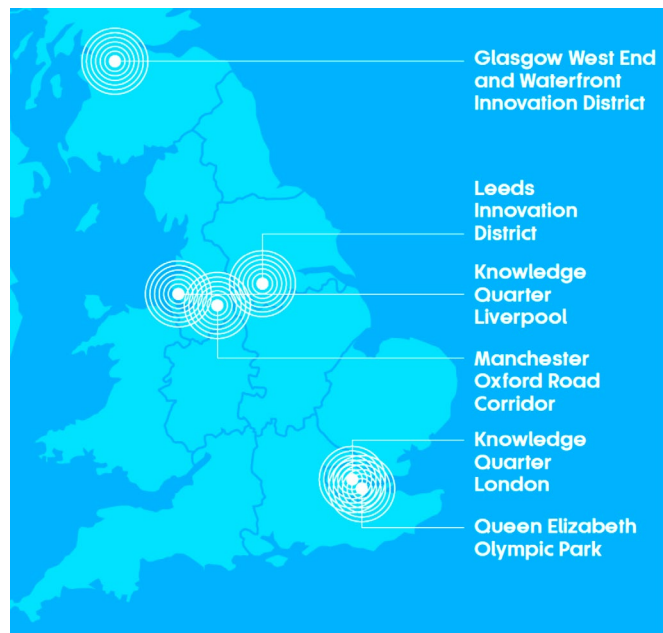 Glasgow West End
and Waterfront
Innovation District
Leeds
Innovation
District
Knowledge
Quarter
Liverpool
Manchester
Oxford Road
Corridor
Knowledge
Quarter
London
Queen Elizabeth
Olympic Park